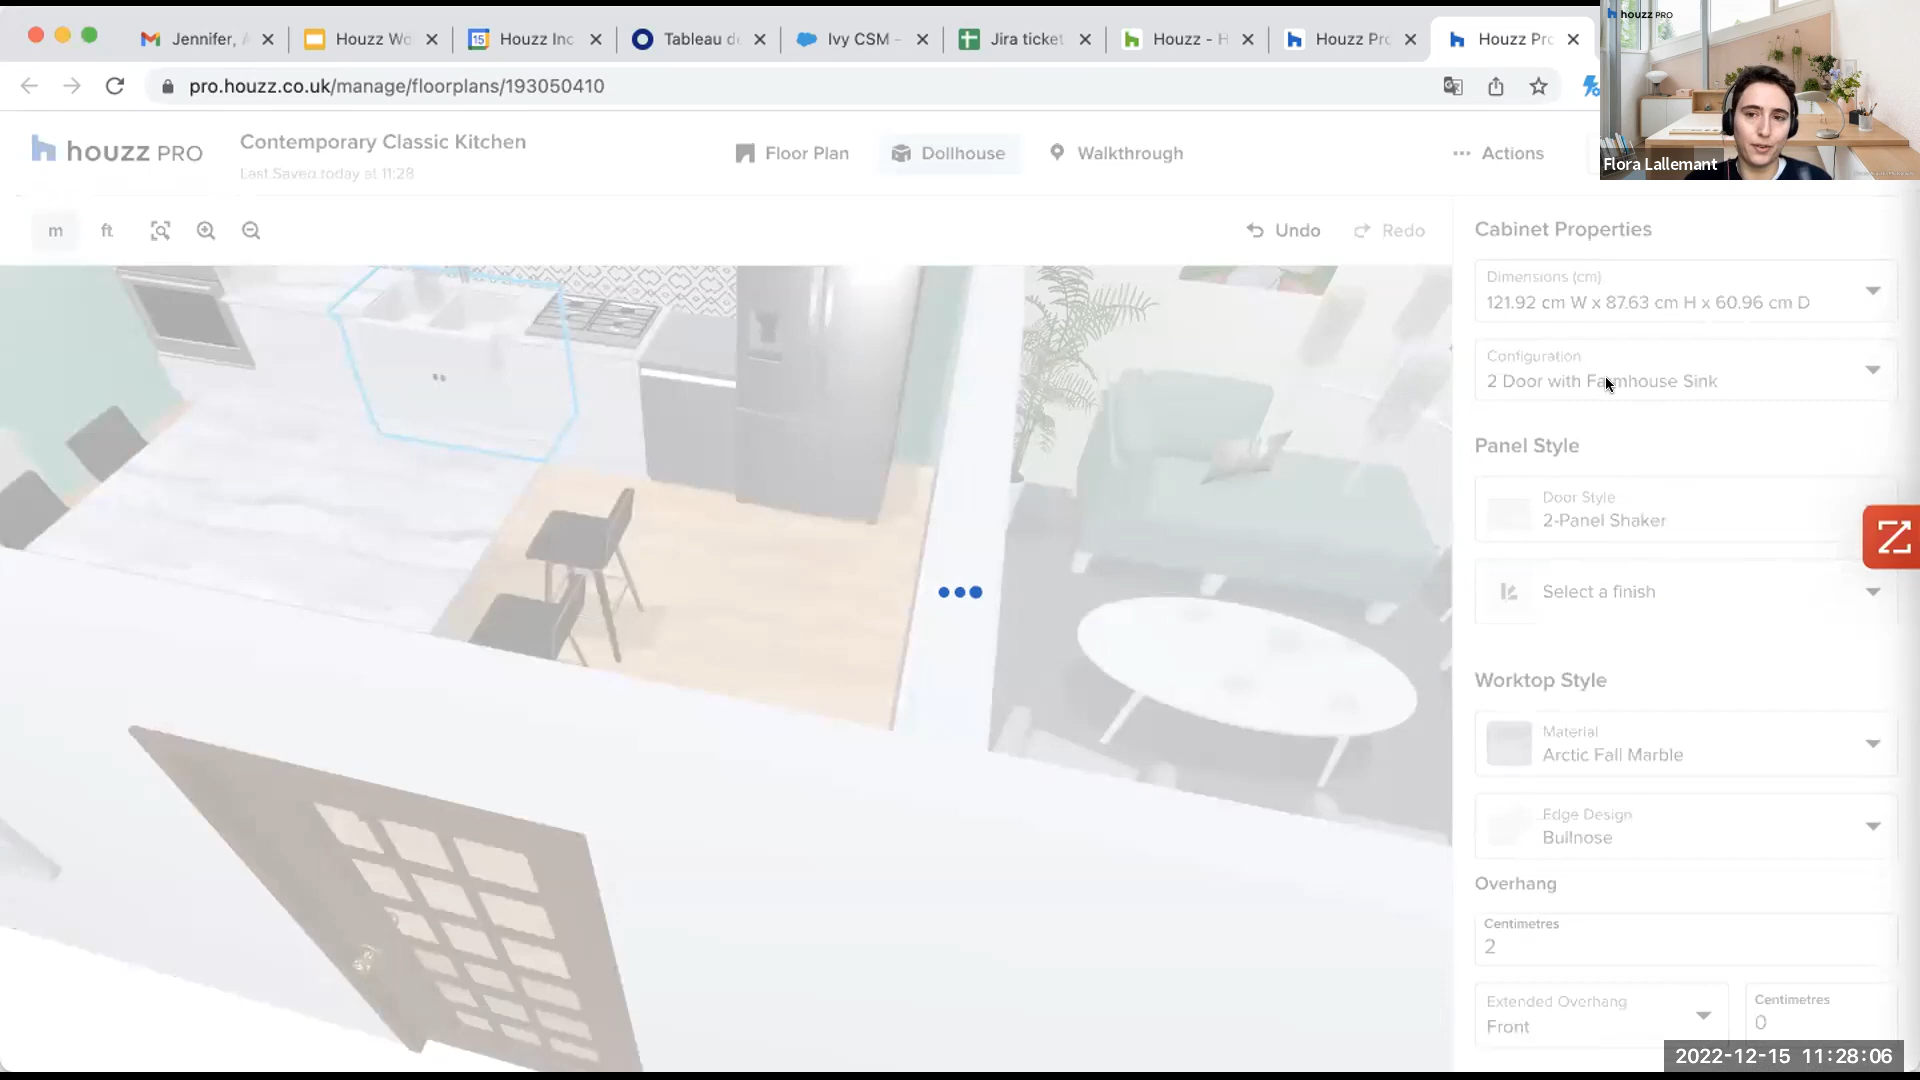 Jennifer, A
Houzz Wo
15
Houzz Inc
Tableau de
Ivy CSM -
Jira ticket
Houzz - H
Houzz Pro
Houzz Pro
pro.houzz.co.uk/manage/floorplans/193050410
houzz PRO
Flora Lallemant
houzz PRO
Contemporary Classic Kitchen
Last Saved today at 11:28
Floor Plan
Dollhouse
Walkthrough
Actions
m
ft
Undo
Redo
Cabinet Properties
Dimensions (cm)
121.92 cm W x 87.63 cm H x 60.96 cm D
Configuration
2 Door with Farmhouse Sink
Panel Style
Door Style
2-Panel Shaker
Select a finish
Worktop Style
Material
Arctic Fall Marble
Edge Design
Bullnose
Overhang
Centimetres
2
Extended Overhang
Front
Centimetres
0
2022-12-15 11:28:06